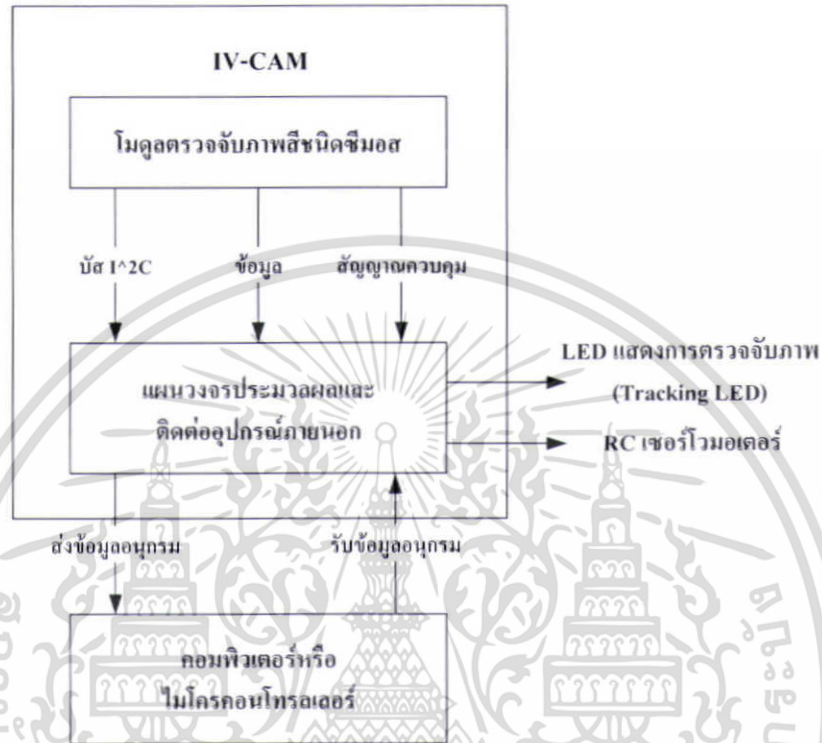 IV-CAM
โมดูลตรวจจับภาพสีชนิดซีมอส
บัส I^2C
ข้อมูล
สัญญาณควบคุม
แผนวงจรประมวลผลและ
ติดต่ออุปกรณ์ภายนอก
LED แสดงการตรวจจับภาพ
(Tracking LED)
RC เซอร์โวมอเตอร์
ส่งข้อมูลอนุกรม
รับข้อมูลอนุกรม
คอมพิวเตอร์หรือ
ไมโครคอนโทรลเลอร์